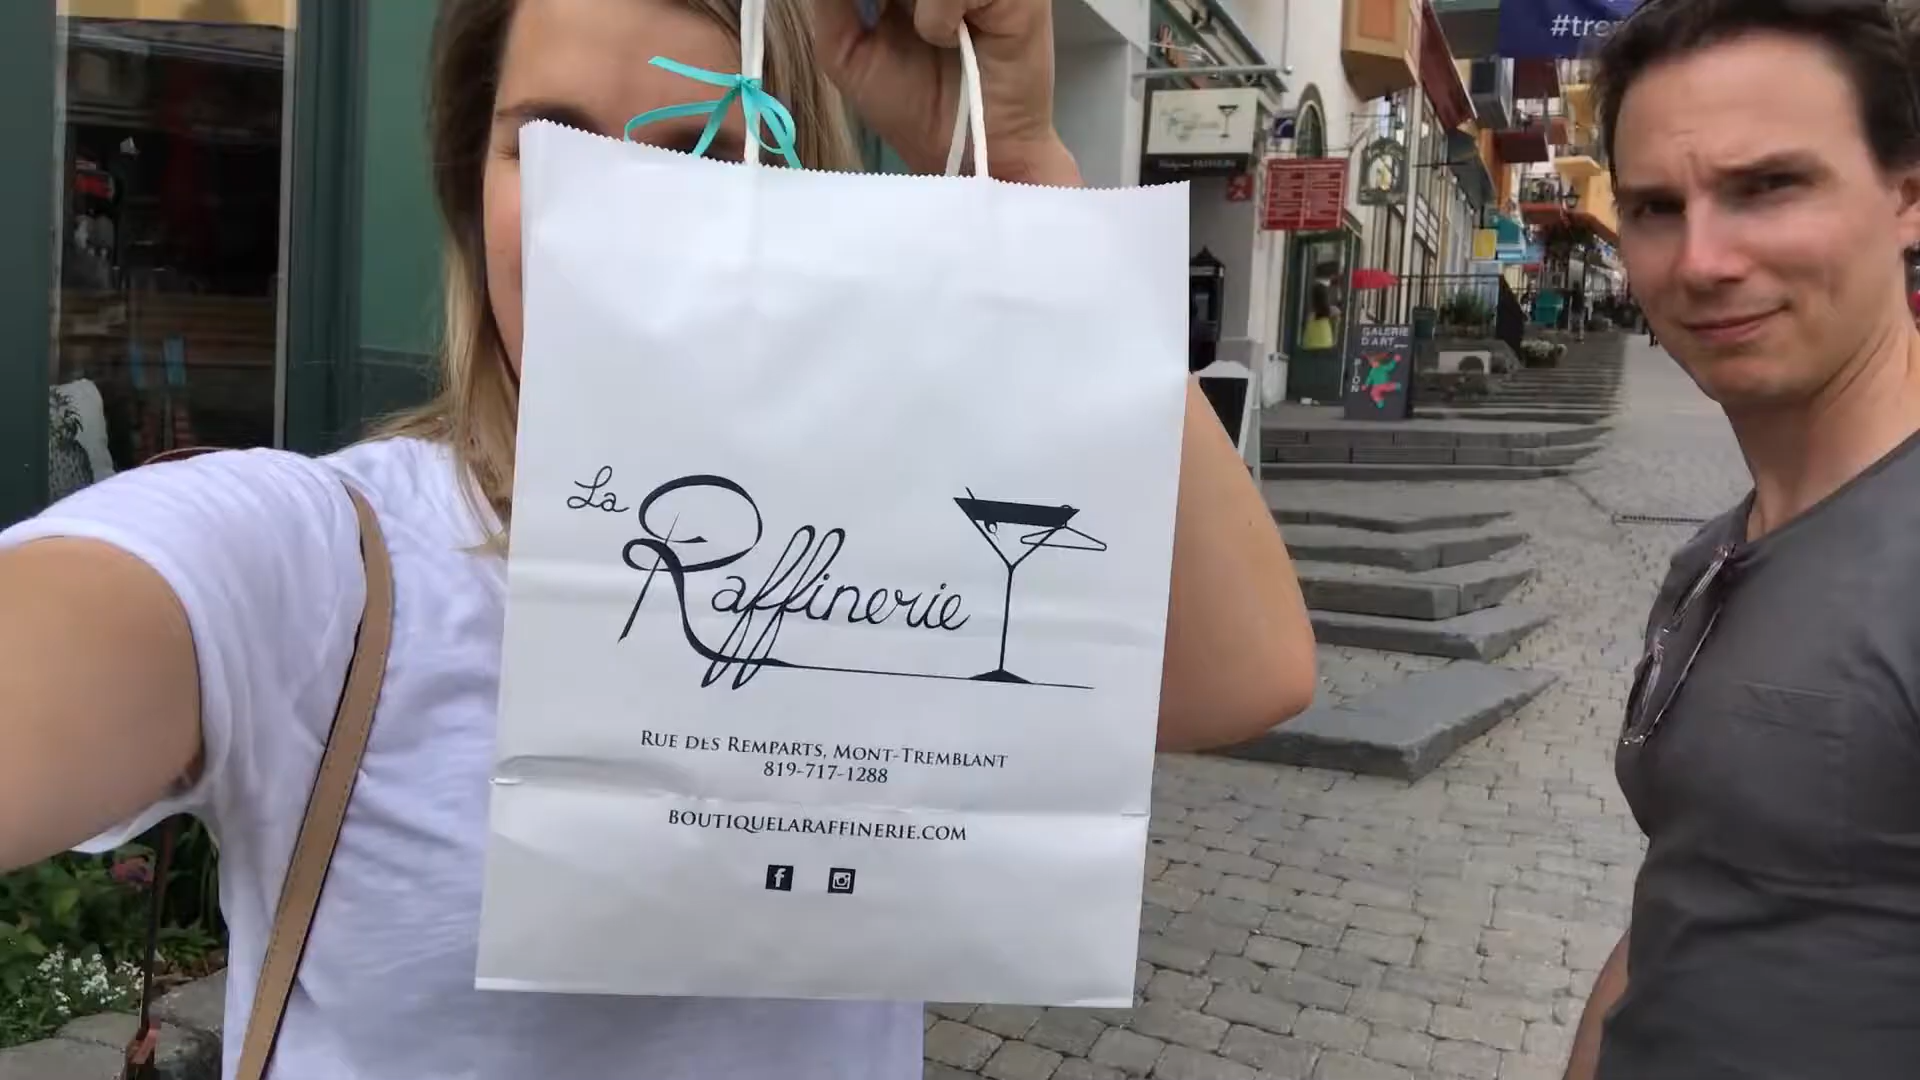 #tre
GALERIE
D'ART
La
Raffinerie
RUE DES REMPARTS, MONT-TREMBLANT
819-717-1288
BOUTIQUELARAFFINERIE.COM